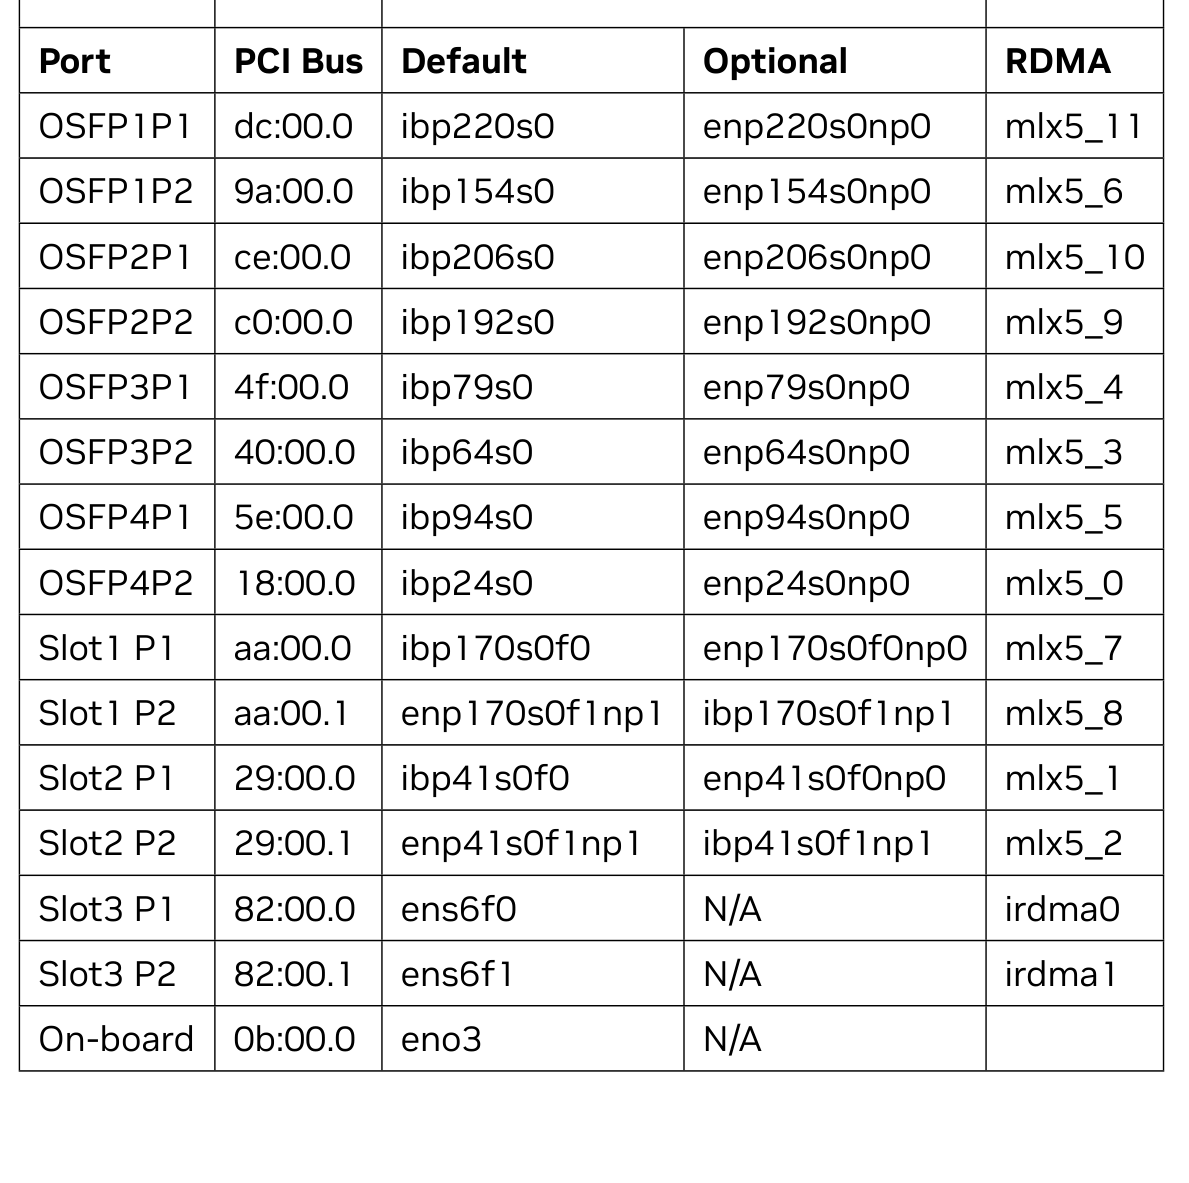 Port PCI Bus Default Optional RDMA
OSFP1P1 dc:00.0 ibp220s0 enp220s0np0 mlx5_11
OSFP1P2 9a:00.0 ibp154s0 enp154s0np0 mlx5_6
OSFP2P1 ce:00.0 ibp206s0 enp206s0np0 mlx5_10
OSFP2P2 c0:00.0 ibp192s0 enp192s0np0 mlx5_9
OSFP3P1 4f:00.0 ibp79s0 enp79s0np0 mlx5_4
OSFP3P2 40:00.0 ibp64s0 enp64s0np0 mlx5_3
OSFP4P1 5e:00.0 ibp94s0 enp94s0np0 mlx5_5
OSFP4P2 18:00.0 ibp24s0 enp24s0np0 mlx5_0
Slot1 P1 aa:00.0 ibp170s0f0 enp170s0f0np0 mlx5_7
Slot1 P2 aa:00.1 enp170s0f1np1 ibp170s0f1np1 mlx5_8
Slot2 P1 29:00.0 ibp41s0f0 enp41s0f0np0 mlx5_1
Slot2 P2 29:00.1 enp41s0f1np1 ibp41s0f1np1 mlx5_2
Slot3 P1 82:00.0 ens6f0 N/A irdma0
Slot3 P2 82:00.1 ens6f1 N/A irdma1
On-board 0b:00.0 eno3 N/A